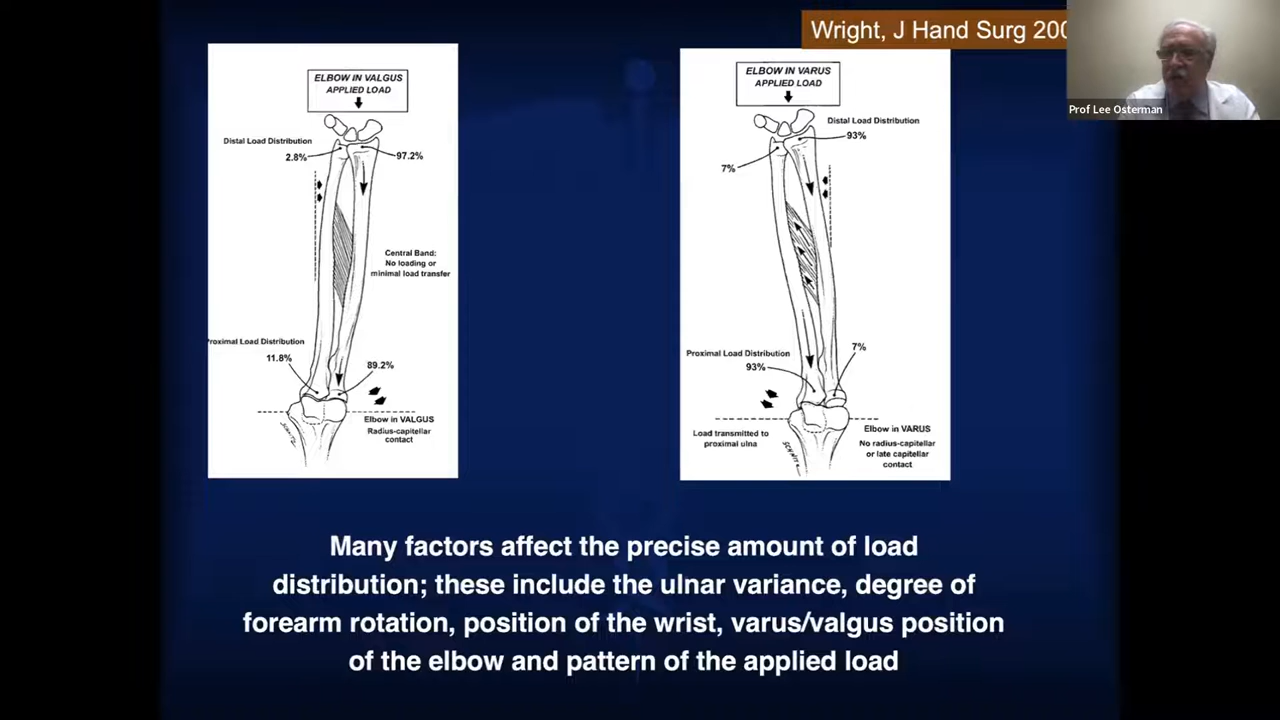 Wright, J Hand Surg
Prof Lee Osterman
ELBOW IN VALGUS
APPLIED LOAD
Distal Load Distribution
2.8%
97.2%
Central Band:
No loading or
minimal load transfer
Proximal Load Distribution
11.8%
89.2%
Elbow in VALGUS
Radius-capitellar
contact
ELBOW IN VARUS
APPLIED LOAD
Distal Load Distribution
93%
7%
Proximal Load Distribution
93%
7%
Load transmitted to
proximal ulna
Elbow in VARUS
No radius-capitellar
or late capitellar
contact
Many factors affect the precise amount of load
distribution; these include the ulnar variance, degree of
forearm rotation, position of the wrist, varus/valgus position
of the elbow and pattern of the applied load